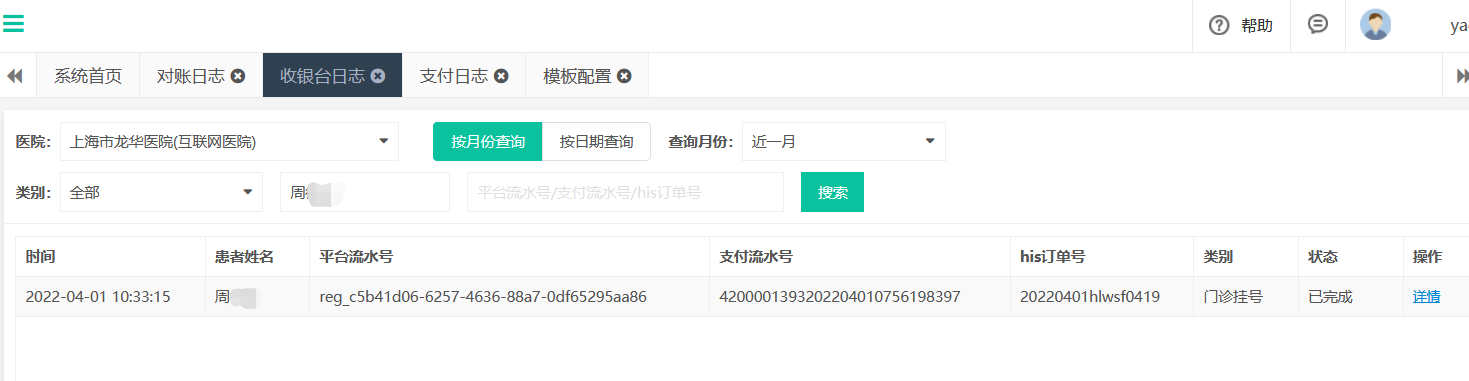 帮助
ya
系统首页 对账日志 收银台日志 支付日志 模板配置
医院: 上海市龙华医院(互联网医院) 按月份查询 按日期查询 查询月份: 近一月
类别: 全部 周 平台流水号/支付流水号/his订单号 搜索
时间 患者姓名 平台流水号 支付流水号 his订单号 类别 状态 操作
2022-04-01 10:33:15 周 reg_c5b41d06-6257-4636-88a7-0df65295aa86 4200001393202204010756198397 20220401hlwsf0419 门诊挂号 已完成 详情